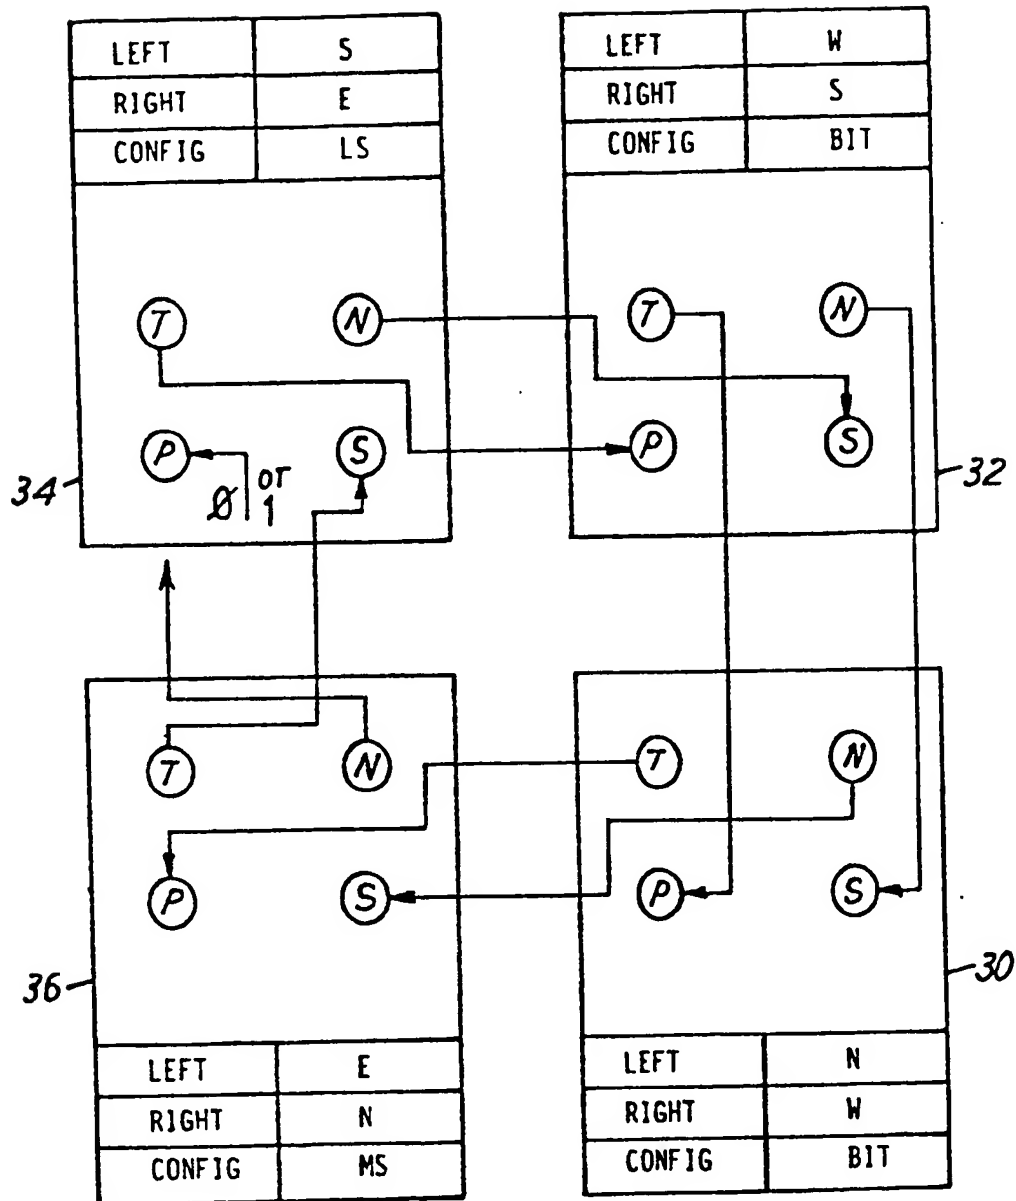 LEFT S
RIGHT E
CONFIG LS
LEFT W
RIGHT S
CONFIG BIT
T N
P S
Ø or 1
34
T N
P S
32
T N
P S
36
T N
P S
30
LEFT E
RIGHT N
CONFIG MS
LEFT N
RIGHT W
CONFIG BIT